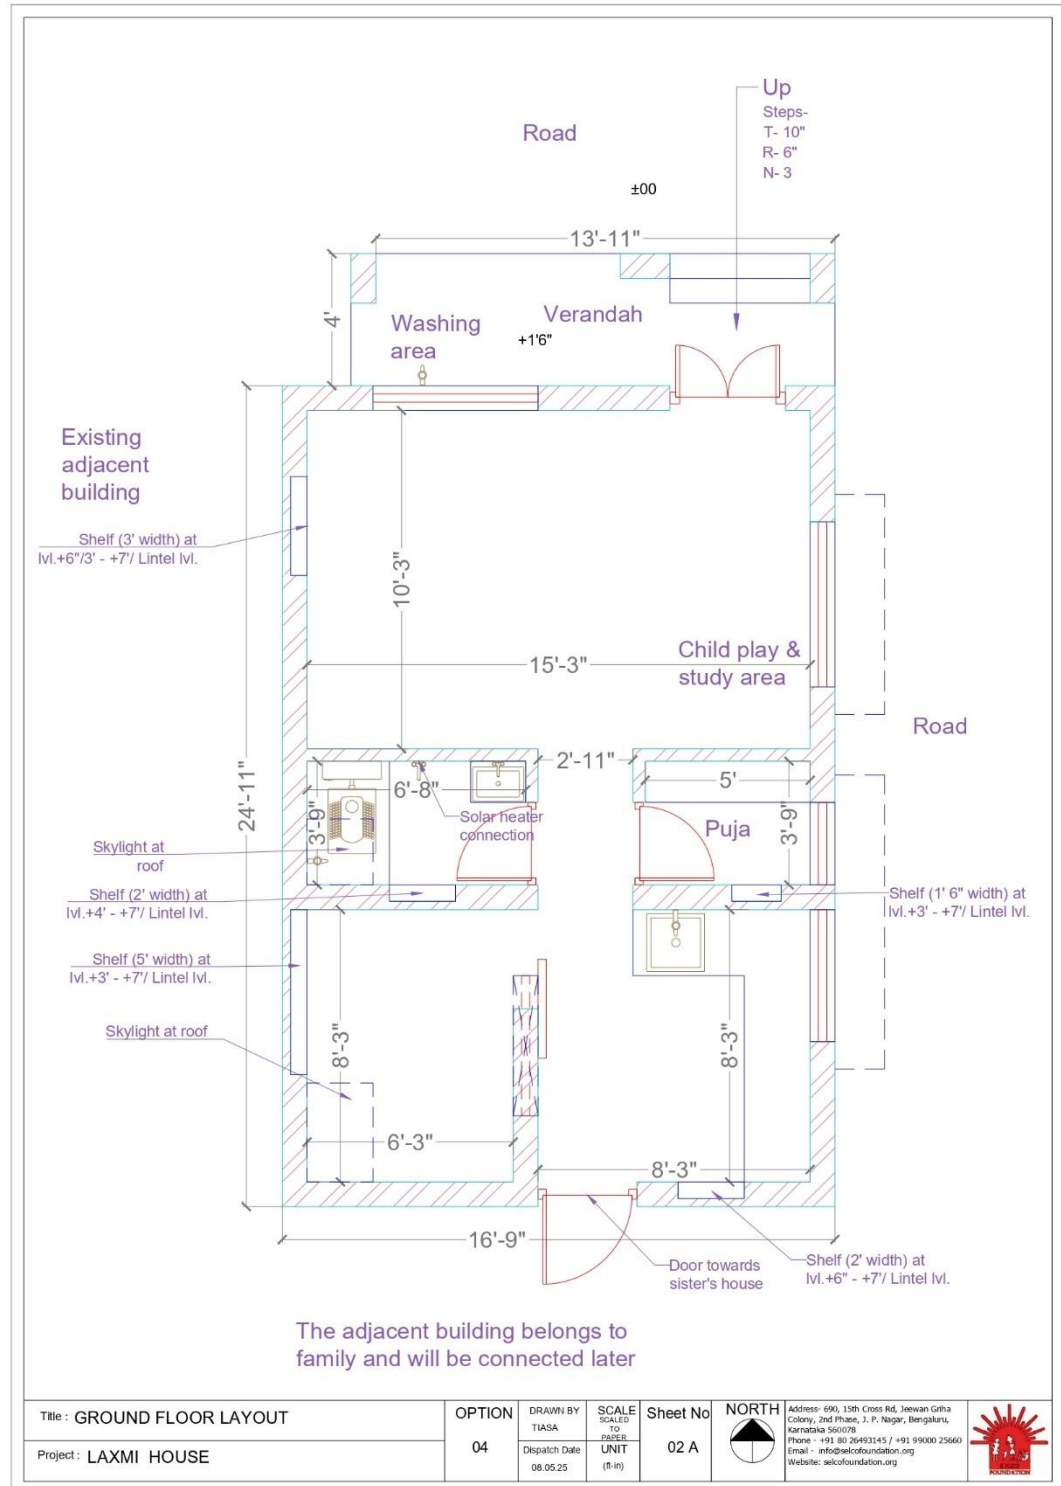 Up
Steps-
T- 10"
R- 6"
N- 3
Road
±00
13'-11"
4'
Washing
area
Verandah
+1'6"
Existing
adjacent
building
Shelf (3' width) at
lvl.+6"/3' - +7'/ Lintel lvl.
10'-3"
15'-3"
Child play &
study area
Road
24'-11"
2'-11"
6'-8"
5'
3'-9"
Solar heater
connection
Puja
3'-9"
Skylight at
roof
Shelf (2' width) at
lvl.+4' - +7'/ Lintel lvl.
Shelf (1' 6" width) at
lvl.+3' - +7'/ Lintel lvl.
Shelf (5' width) at
lvl.+3' - +7'/ Lintel lvl.
Skylight at roof
8'-3"
8'-3"
6'-3"
8'-3"
16'-9"
Door towards
sister's house
Shelf (2' width) at
lvl.+6" - +7'/ Lintel lvl.
The adjacent building belongs to
family and will be connected later
Title : GROUND FLOOR LAYOUT
Project : LAXMI HOUSE
OPTION
04
DRAWN BY
TIASA
Dispatch Date
08.05.25
SCALE
SCALED
TO
PAPER
UNIT
(ft-in)
Sheet No
02 A
NORTH
Address- 690, 15th Cross Rd, Jeewan Griha
Colony, 2nd Phase, J. P. Nagar, Bengaluru,
Karnataka 560078
Phone - +91 80 26493145 / +91 99000 25660
Email - info@selcofoundation.org
Website: selcofoundation.org
FOUNDATION